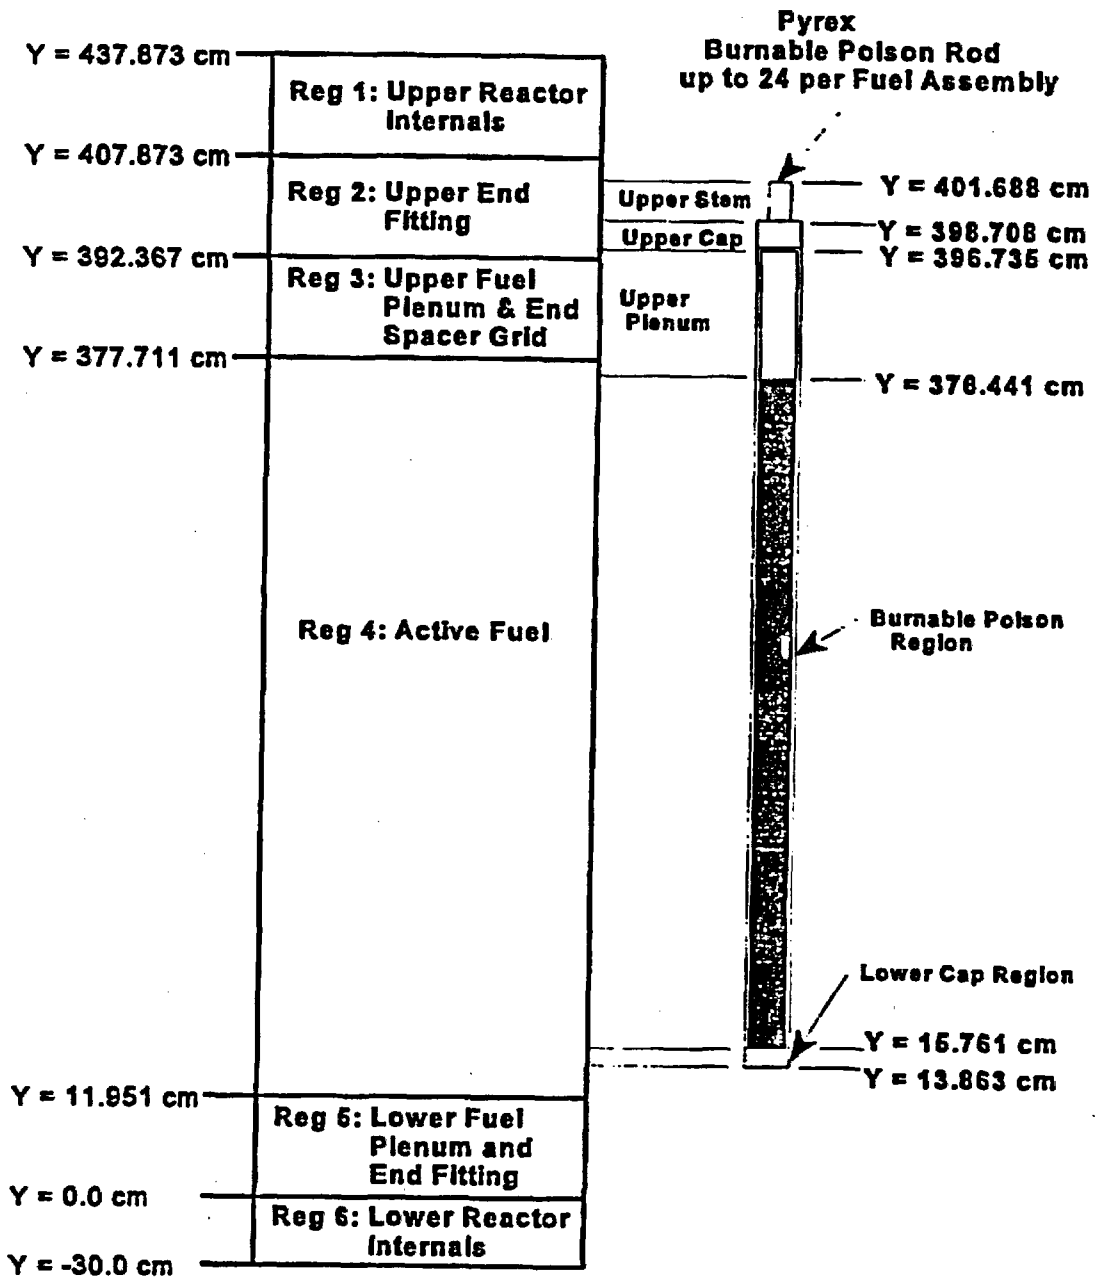 Pyrex
Burnable Poison Rod
up to 24 per Fuel Assembly
Y = 437.873 cm
Reg 1: Upper Reactor
Internals
Y = 407.873 cm
Reg 2: Upper End
Fitting
Upper Stem
Y = 401.688 cm
Upper Cap
Y = 398.708 cm
Y = 392.367 cm
Y = 396.735 cm
Reg 3: Upper Fuel
Plenum & End
Spacer Grid
Upper
Plenum
Y = 377.711 cm
Y = 376.441 cm
Reg 4: Active Fuel
Burnable Poison
Region
Lower Cap Region
Y = 15.761 cm
Y = 13.863 cm
Y = 11.951 cm
Reg 5: Lower Fuel
Plenum and
End Fitting
Y = 0.0 cm
Reg 6: Lower Reactor
Internals
Y = -30.0 cm